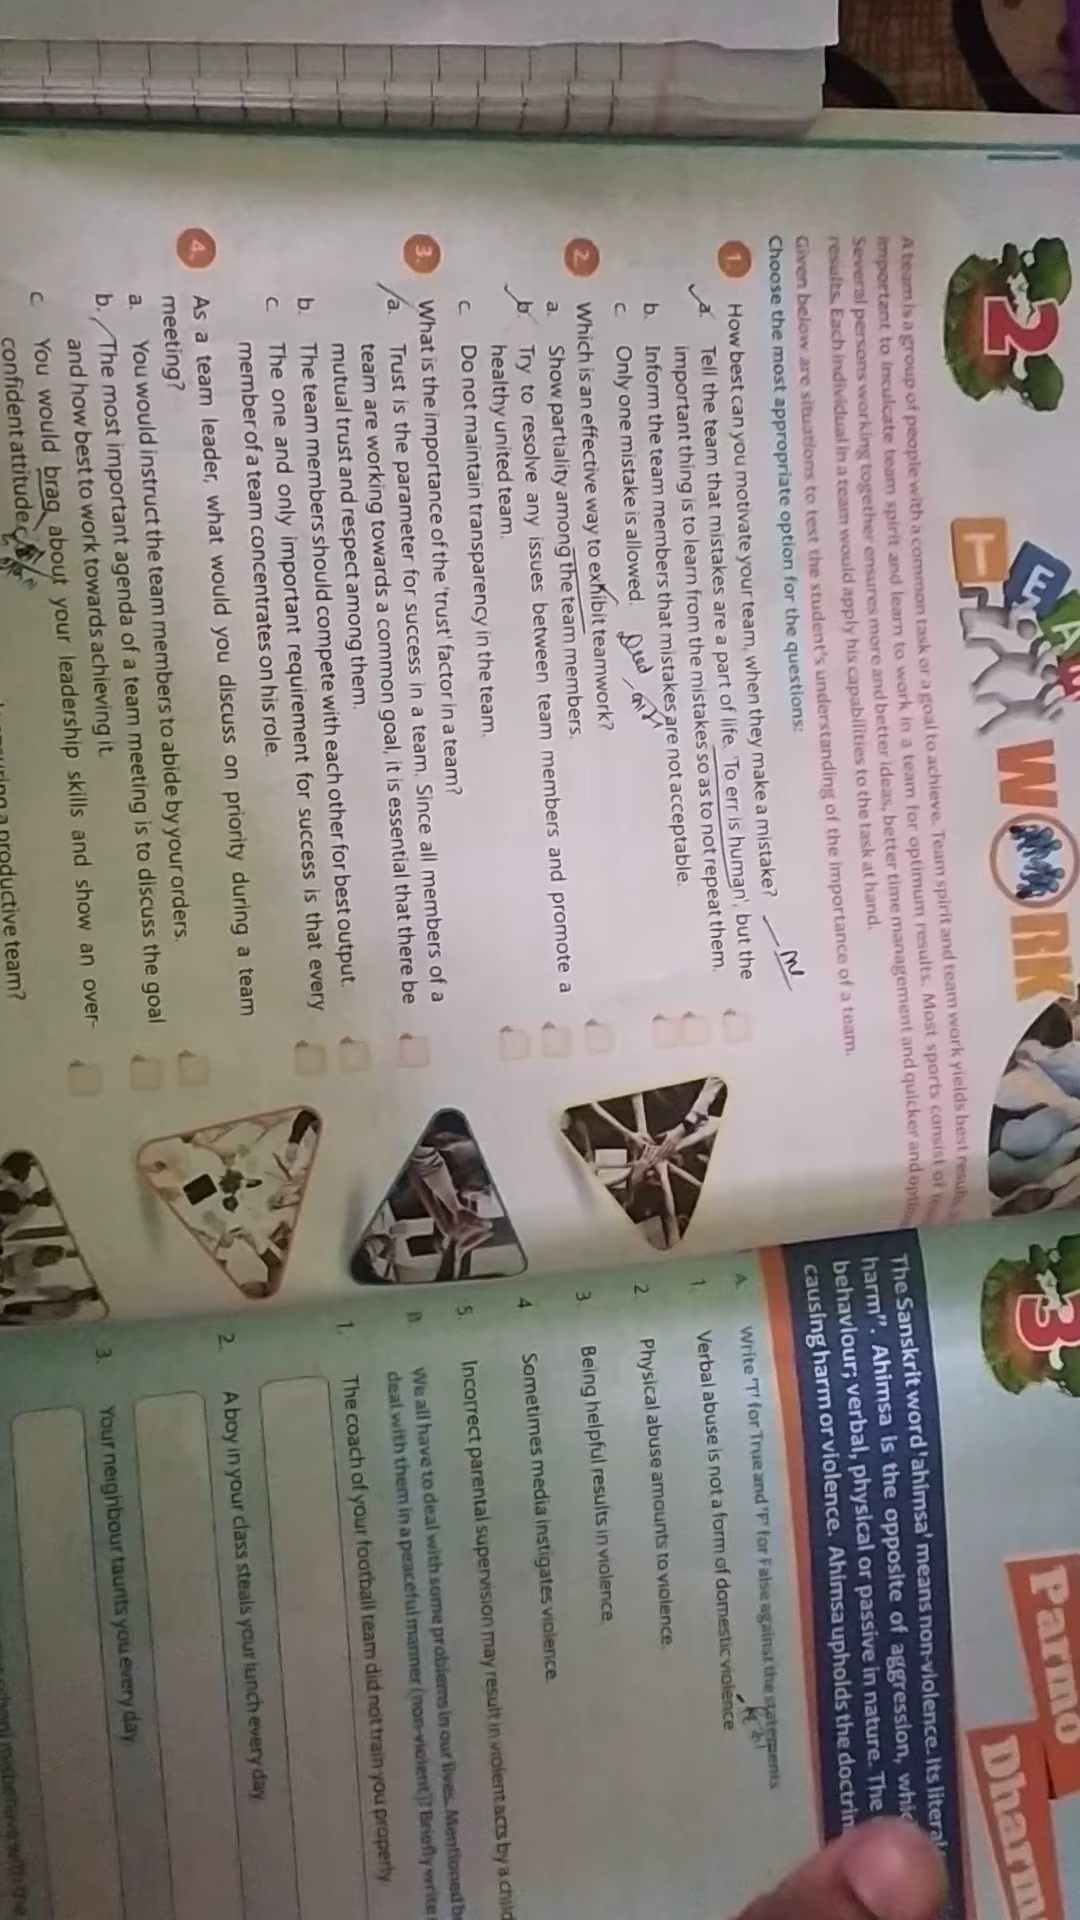 2
TEAM WORK
A team is a group of people with a common task or a goal to achieve. Team spirit and team work yields best results
important to inculcate team spirit and learn to work in a team for optimum results. Most sports consist of
Several persons working together ensures more and better ideas, better time management and quicker and
results. Each individual in a team would apply his capabilities to the task at hand.
Given below are situations to test the student's understanding of the importance of a team.
Choose the most appropriate option for the questions:
1. How best can you motivate your team, when they make a mistake?
a. Tell the team that mistakes are a part of life. 'To err is human', but the
important thing is to learn from the mistakes so as to not repeat them.
b. Inform the team members that mistakes are not acceptable.
c Only one mistake is allowed.
2. Which is an effective way to exhibit teamwork?
a. Show partiality among the team members.
b. Try to resolve any issues between team members and promote a
healthy united team.
c Do not maintain transparency in the team.
3. What is the importance of the 'trust' factor in a team?
a. Trust is the parameter for success in a team. Since all members of a
team are working towards a common goal, it is essential that there be
mutual trust and respect among them.
b. The team members should compete with each other for best output.
c The one and only important requirement for success is that every
member of a team concentrates on his role.
4. As a team leader, what would you discuss on priority during a team
meeting?
a. You would instruct the team members to abide by your orders.
b. The most important agenda of a team meeting is to discuss the goal
and how best to work towards achieving it.
c You would brag about your leadership skills and show an over-
confident attitude.
a productive team?
3
Parmo
Dharm
The Sanskrit word 'ahimsa' means non-violence. Its literal
harm". Ahimsa is the opposite of aggression, whic
behaviour; verbal, physical or passive in nature. The
causing harm or violence. Ahimsa upholds the doctrin
A. Write 'T' for True and 'F' for False against the statements
1. Verbal abuse is not a form of domestic violence
2. Physical abuse amounts to violence.
3. Being helpful results in violence.
4 Sometimes media instigates violence.
5. Incorrect parental supervision may result in violent acts by a child
B. We all have to deal with some problems in our lives. Mentioned
deal with them in a peaceful manner (non-violent)? Briefly write
1. The coach of your football team did not train you properly.
2. A boy in your class steals your lunch every day.
3. Your neighbour taunts you every day.